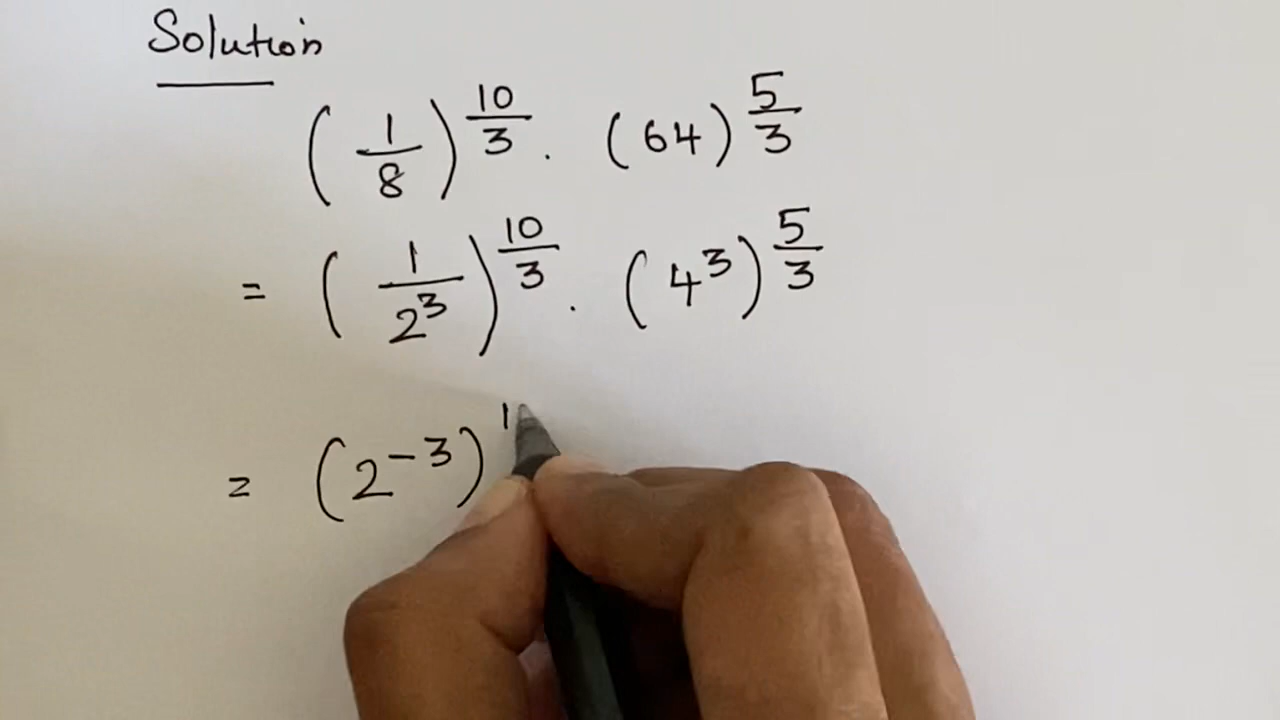 Solution
(1/8)^(10/3) . (64)^(5/3)
= (1/2^3)^(10/3) . (4^3)^(5/3)
= (2^-3)^1